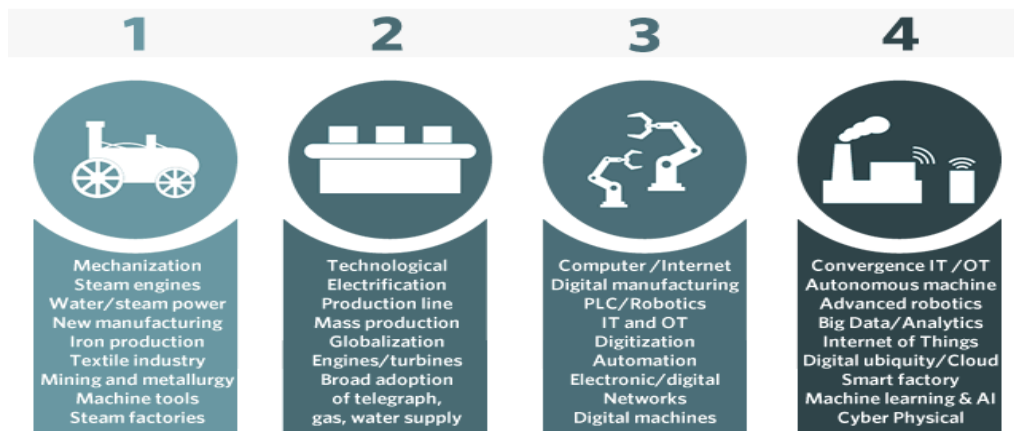 1
2
3
4
Mechanization
Steam engines
Water/steam power
New manufacturing
Iron production
Textile industry
Mining and metallurgy
Machine tools
Steam factories
Technological
Electrification
Production line
Mass production
Globalization
Engines/turbines
Broad adoption
of telegraph,
gas, water supply
Computer/Internet
Digital manufacturing
PLC/Robotics
IT and OT
Digitization
Automation
Electronic/digital
Networks
Digital machines
Convergence IT/OT
Autonomous machine
Advanced robotics
Big Data/Analytics
Internet of Things
Digital ubiquity/Cloud
Smart factory
Machine learning & AI
Cyber Physical